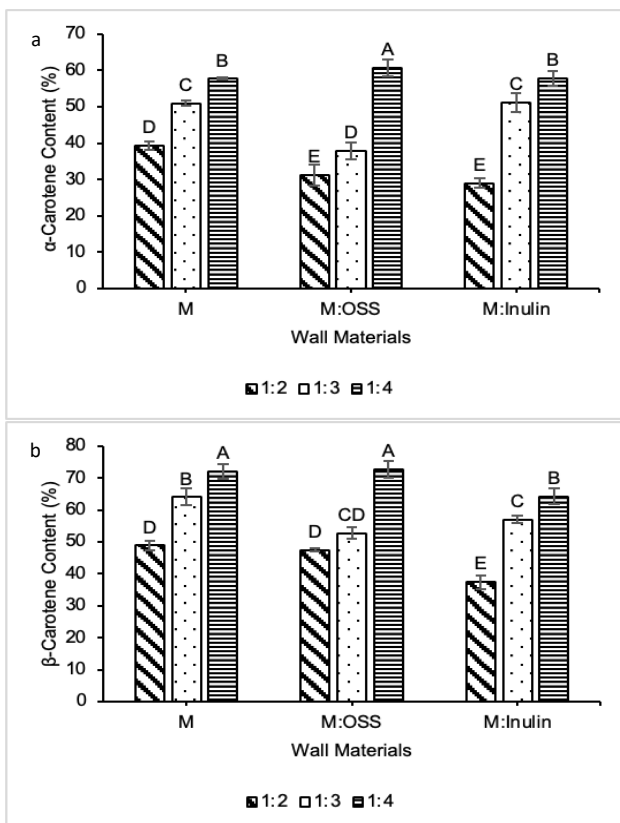 a
α-Carotene Content (%)
70
60
50
40
30
20
10
0
D
C
B
E
D
A
E
C
B
M
M:OSS
M:Inulin
Wall Materials
1:2
1:3
1:4
b
β-Carotene Content (%)
80
70
60
50
40
30
20
10
0
D
B
A
D
CD
A
E
C
B
M
M:OSS
M:Inulin
Wall Materials
1:2
1:3
1:4